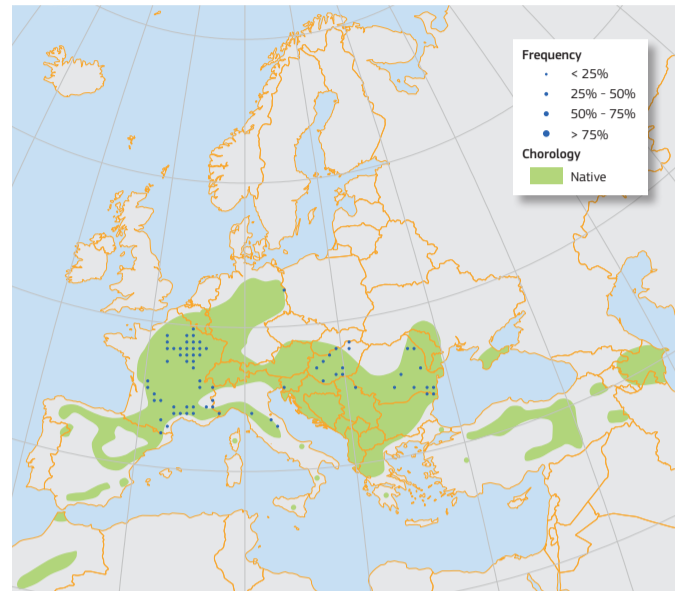 Frequency
< 25%
25% - 50%
50% - 75%
> 75%
Chorology
Native